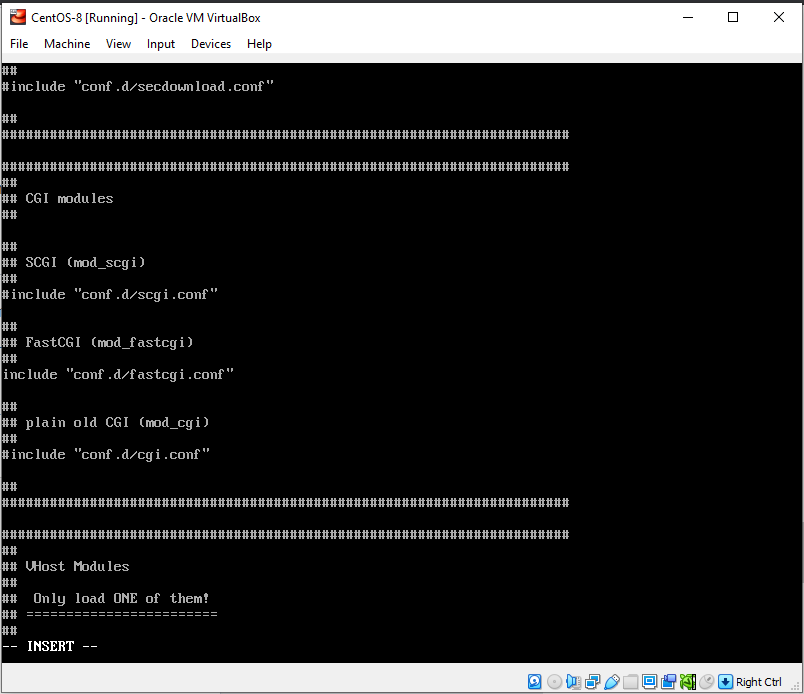 CentOS-8 [Running] - Oracle VM VirtualBox
File Machine View Input Devices Help
##
#include "conf.d/secdownload.conf"
##
#######################################################################
#######################################################################
##
## CGI modules
##
##
## SCGI (mod_scgi)
##
#include "conf.d/scgi.conf"
##
## FastCGI (mod_fastcgi)
##
include "conf.d/fastcgi.conf"
##
## plain old CGI (mod_cgi)
##
#include "conf.d/cgi.conf"
##
#######################################################################
#######################################################################
##
## VHost Modules
##
##  Only load ONE of them!
## ========================
##
-- INSERT --
Right Ctrl